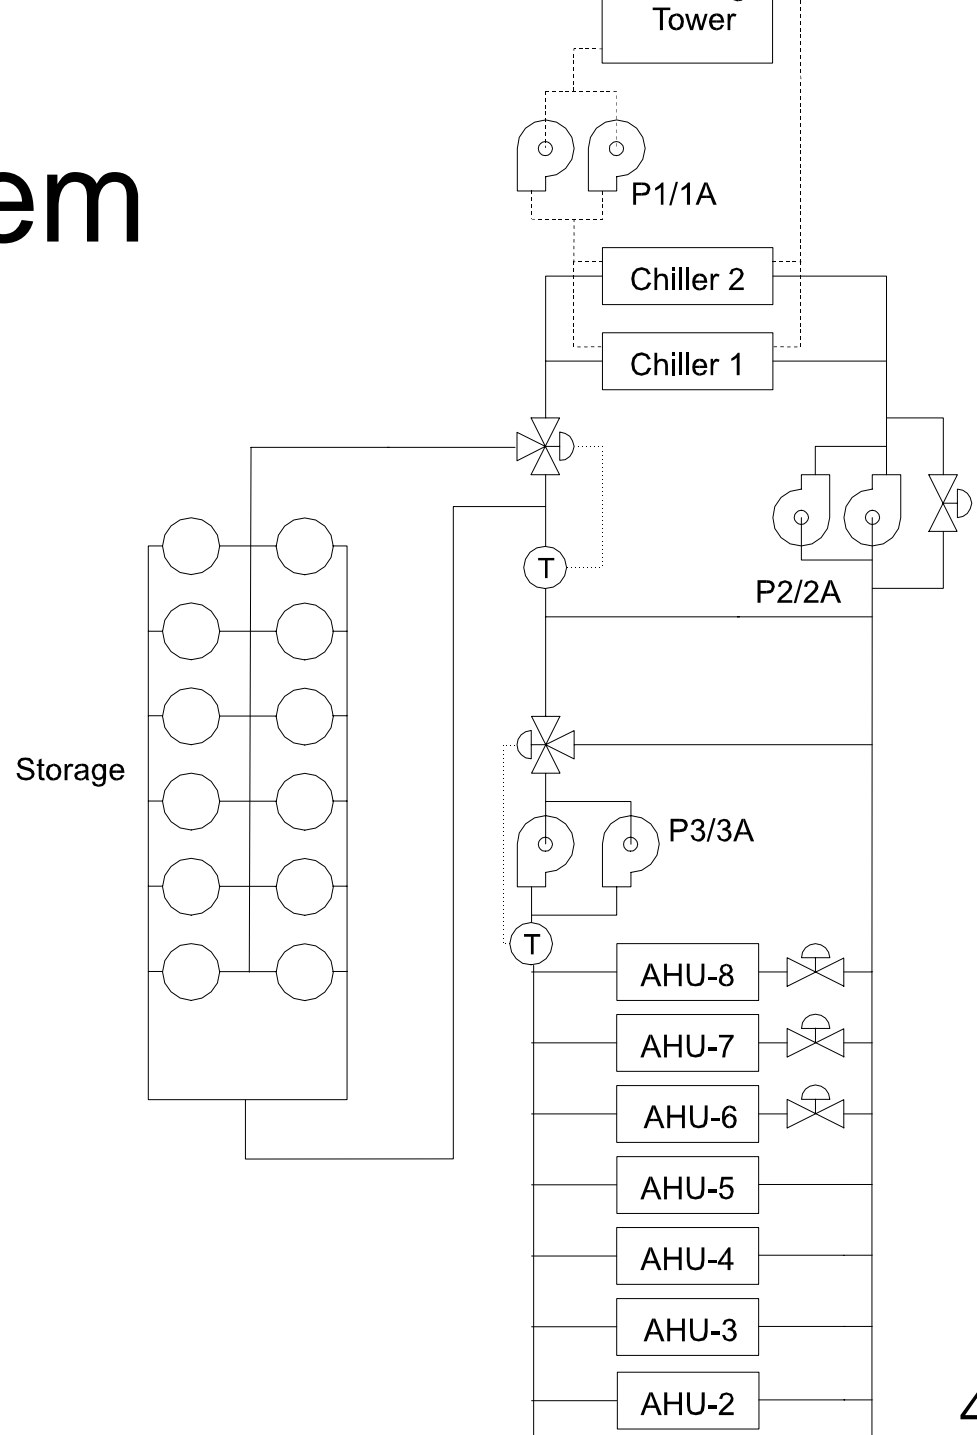 Tower
em
P1/1A
Chiller 2
Chiller 1
T
P2/2A
Storage
P3/3A
T
AHU-8
AHU-7
AHU-6
AHU-5
AHU-4
AHU-3
AHU-2